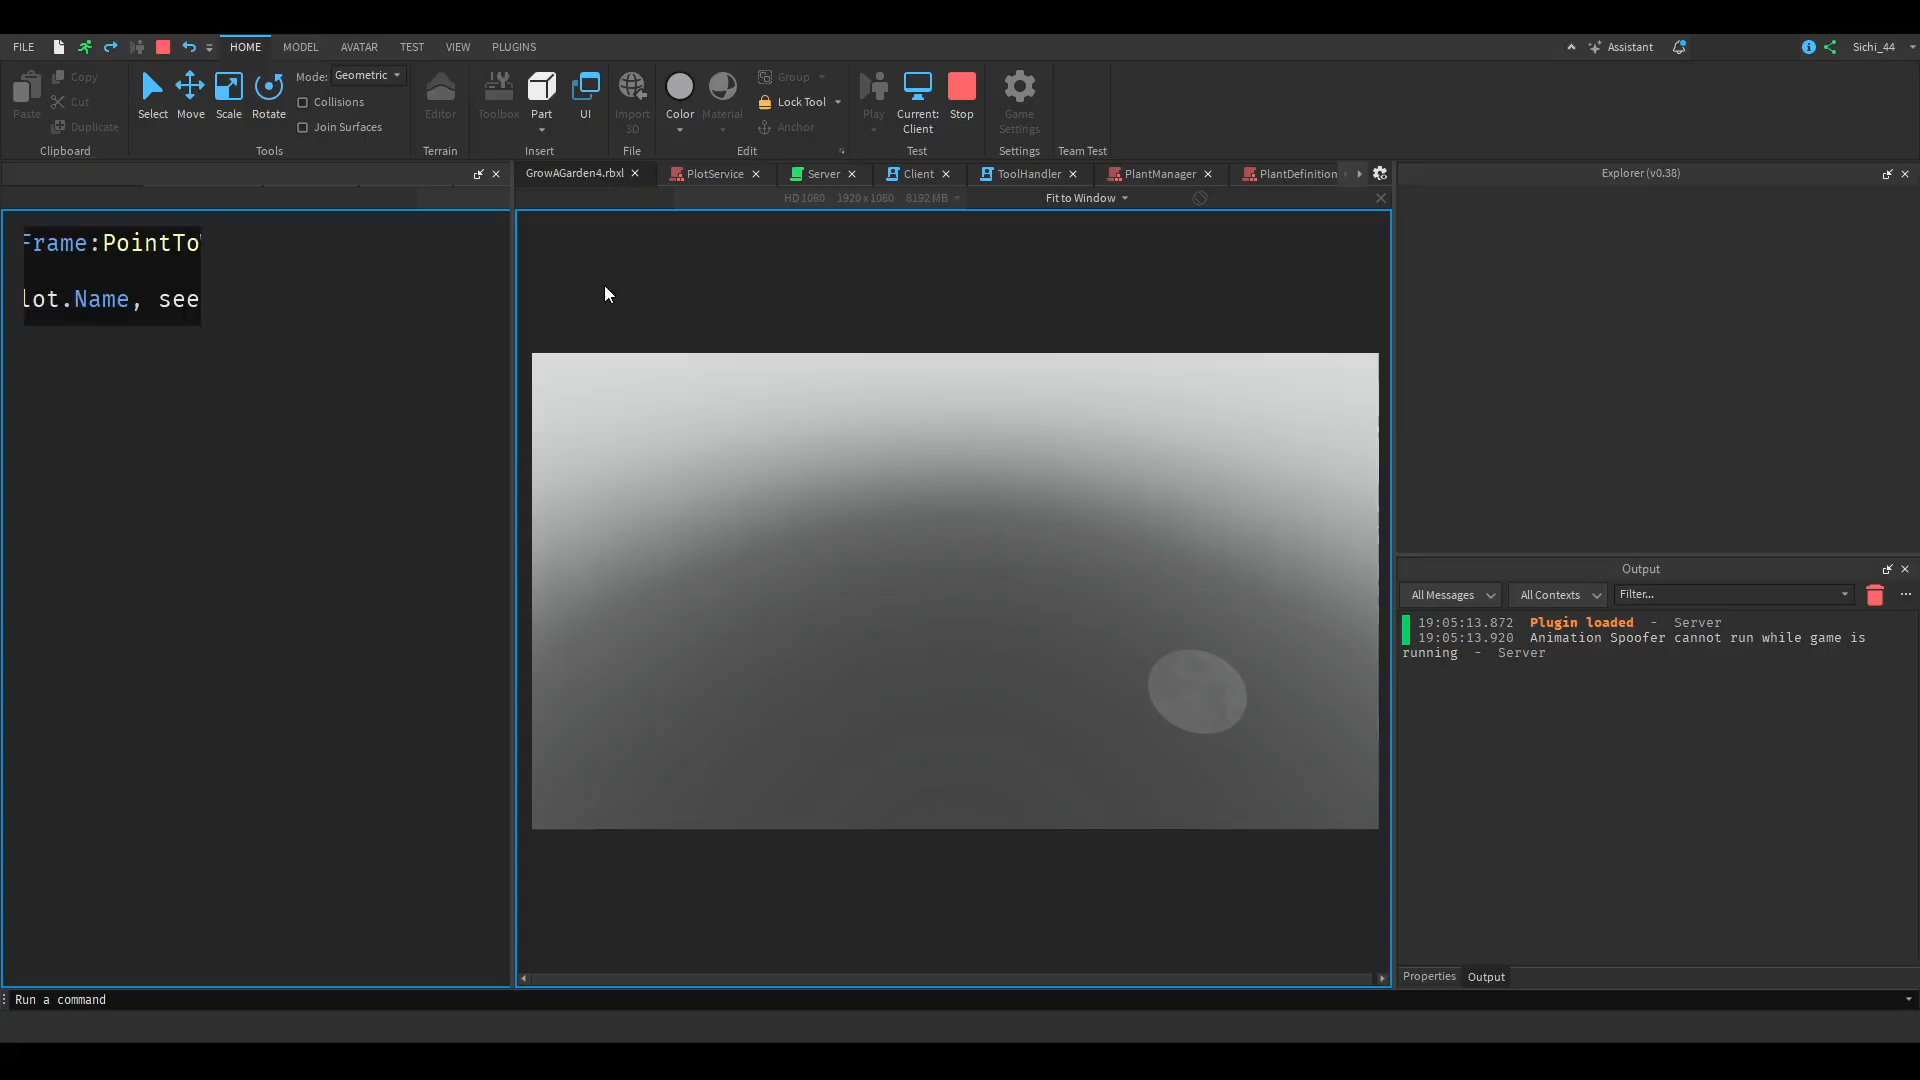 FILE HOME MODEL AVATAR TEST VIEW PLUGINS Assistant Sichi_44
Paste Copy Cut Duplicate Clipboard
Select Move Scale Rotate Mode: Geometric Collisions Join Surfaces Tools
Editor Terrain
Toolbox Part UI Insert
Import 3D File
Color Material Group Lock Tool Anchor Edit
Play Current: Client Stop Test
Game Settings Settings
Team Test
GrowAGarden4.rbxl PlotService Server Client ToolHandler PlantManager PlantDefinition
HD 1080 1920 x 1080 8192 MB Fit to Window
Frame:PointTo
lot.Name, see
Explorer (v0.38)
Output
All Messages All Contexts Filter...
19:05:13.872 Plugin loaded - Server
19:05:13.920 Animation Spoofer cannot run while game is
running - Server
Properties Output
Run a command